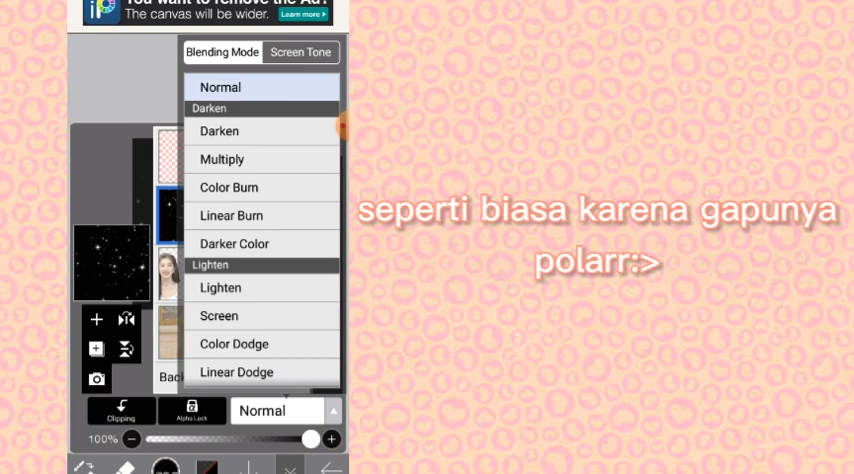 You want to remove the Ad?
The canvas will be wider.
Learn more >
Blending Mode
Screen Tone
Normal
Darken
Darken
Multiply
Color Burn
Linear Burn
Darker Color
Lighten
Lighten
Screen
Color Dodge
Linear Dodge
Clipping
Alpha Lock
Normal
100%
seperti biasa karena gapunya
polarr:>